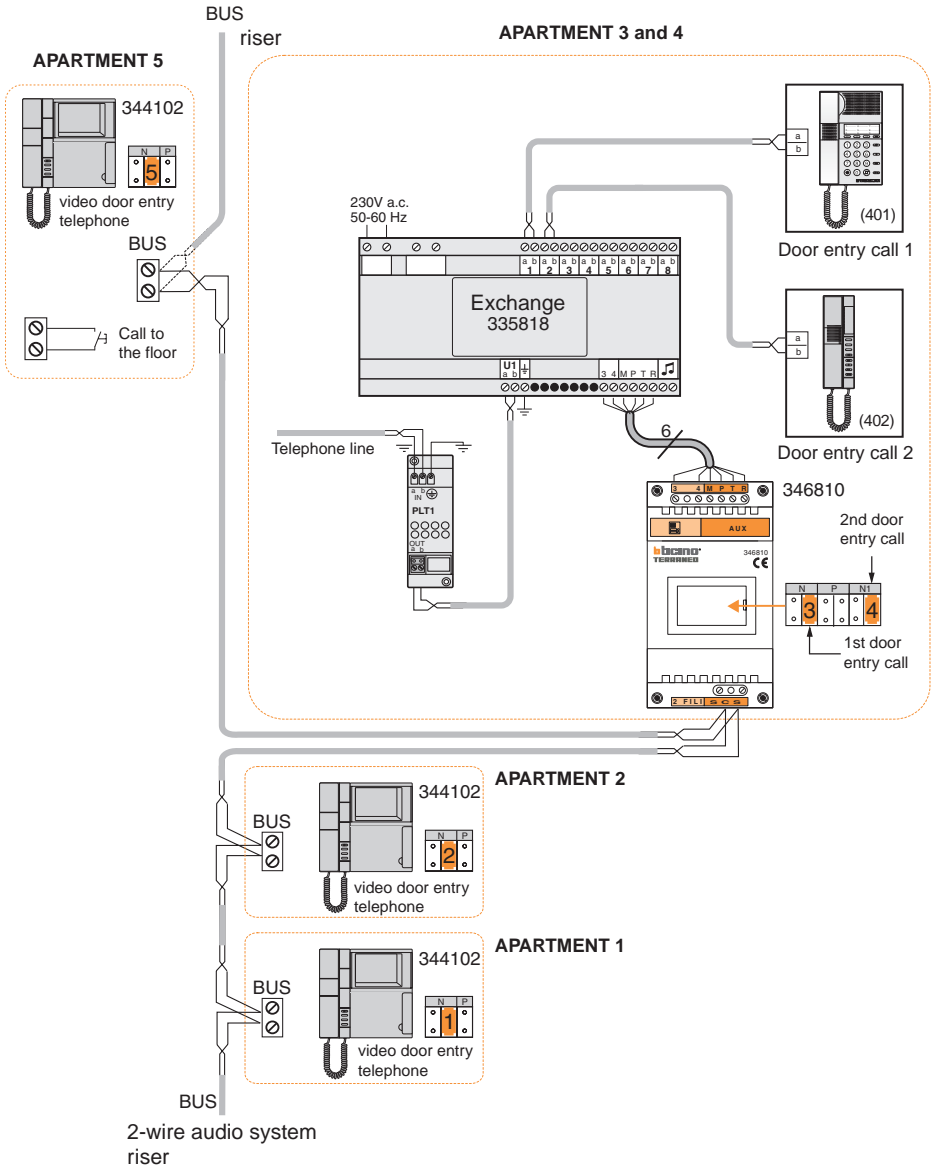 BUS
riser
APARTMENT 5
344102
N P
5
video door entry
telephone
BUS
Call to
the floor
APARTMENT 3 and 4
230V a.c.
50-60 Hz
a b a b a b a b a b a b a b a b
1 2 3 4 5 6 7 8
Exchange
335818
U1
a b
3 4 M P T R
a
b
(401)
Door entry call 1
a
b
(402)
Door entry call 2
Telephone line
a b
IN
PLT1
OUT
a b
6
346810
3 4 M P T R
AUX
bticino
TERRANEO
346810
CE
2 FILI S C S
2nd door
entry call
N P N1
3 4
1st door
entry call
APARTMENT 2
BUS
344102
N P
2
video door entry
telephone
APARTMENT 1
BUS
344102
N P
1
video door entry
telephone
BUS
2-wire audio system
riser